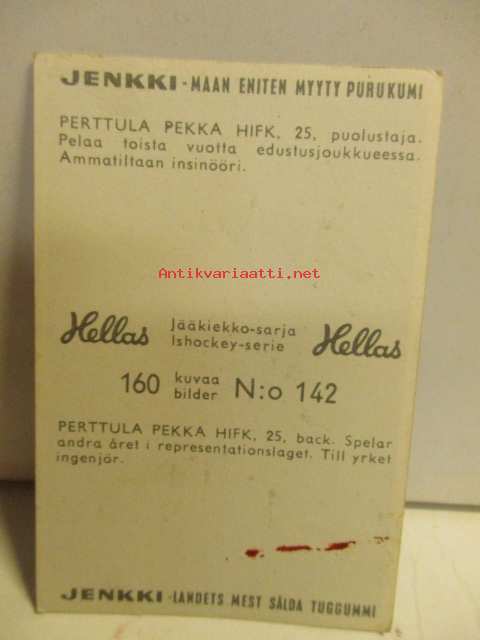 JENKKI - MAAN ENITEN MYYTY PURUKUMI
PERTTULA PEKKA HIFK, 25, puolustaja.
Pelaa toista vuotta edustusjoukkueessa.
Ammatiltaan insinööri.
Antikvariaatti.net
Hellas Jääkiekko-sarja Hellas
Ishockey-serie
160 kuvaa N:o 142
bilder
PERTTULA PEKKA HIFK, 25, back. Spelar
andra året i representationslaget. Till yrket
ingenjör.
JENKKI - LANDETS MEST SÅLDA TUGGUMMI